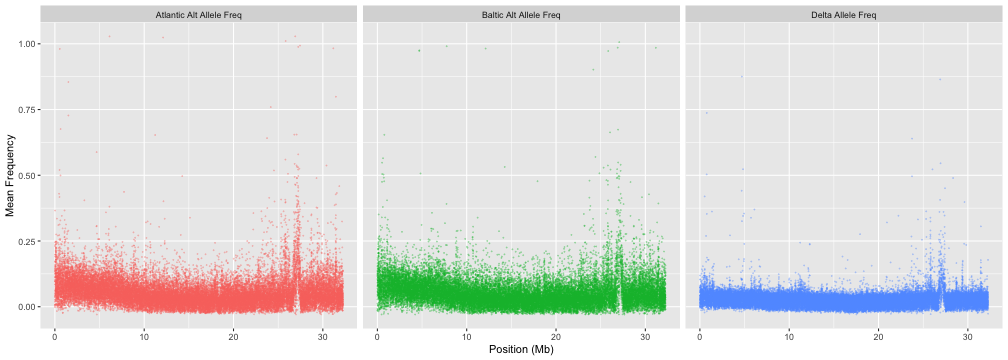 Atlantic Alt Allele Freq Baltic Alt Allele Freq Delta Allele Freq
Mean Frequency
1.00
0.75
0.50
0.25
0.00
0 10 20 30 0 10 20 30 0 10 20 30
Position (Mb)